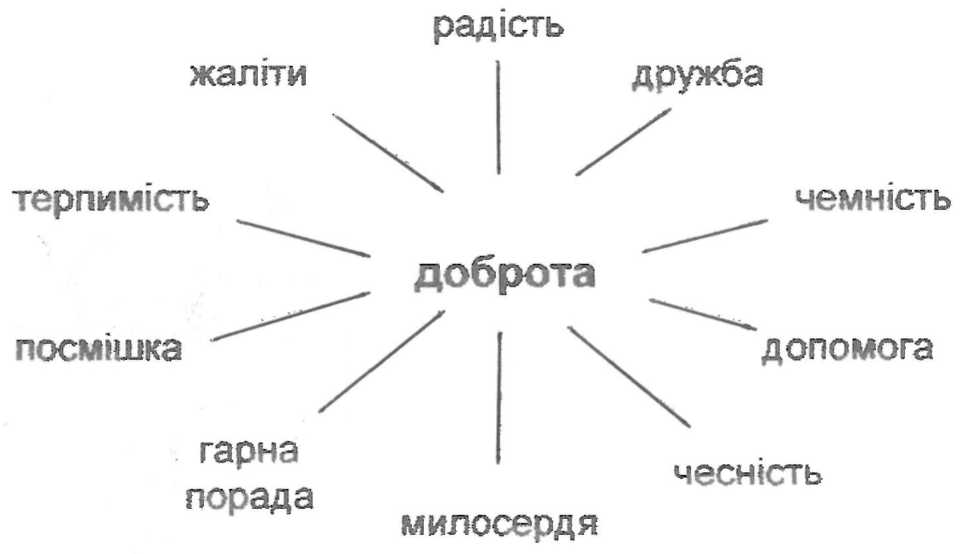 радість
жаліти
дружба
терпимість
чемність
доброта
посмішка
допомога
гарна
порада
чесність
милосердя